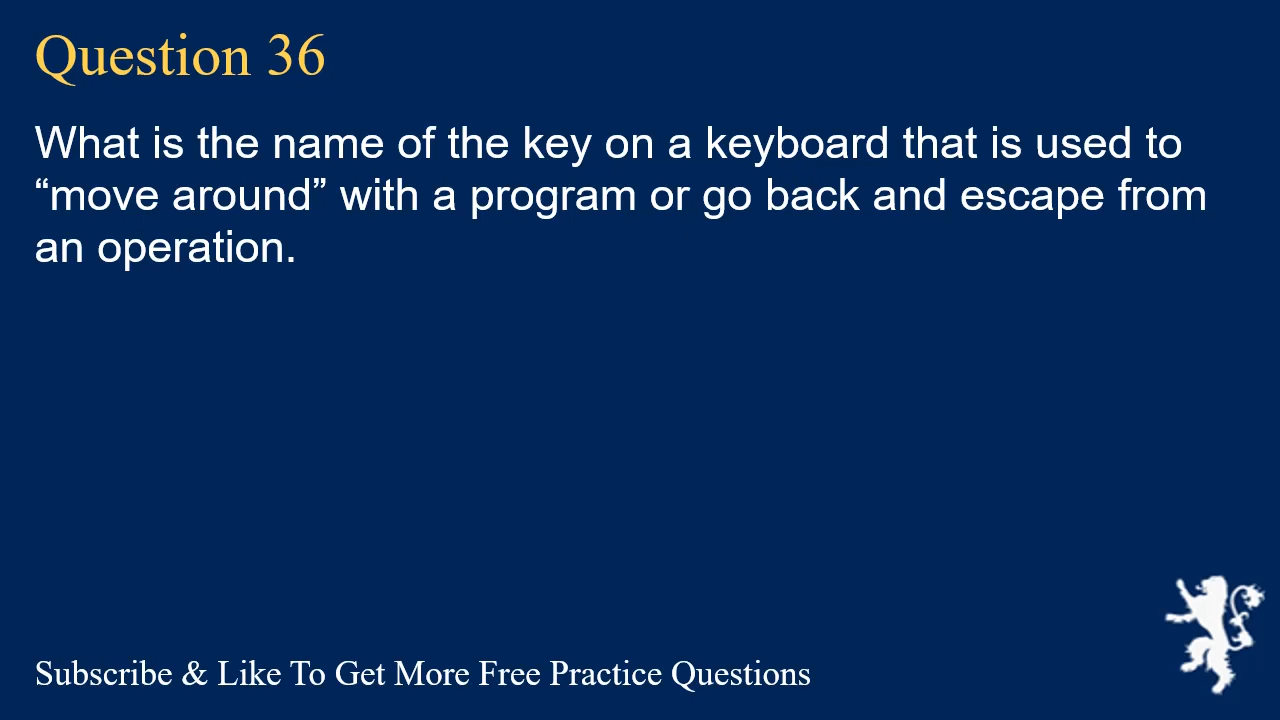 Question 36
What is the name of the key on a keyboard that is used to
“move around” with a program or go back and escape from
an operation.
Subscribe & Like To Get More Free Practice Questions